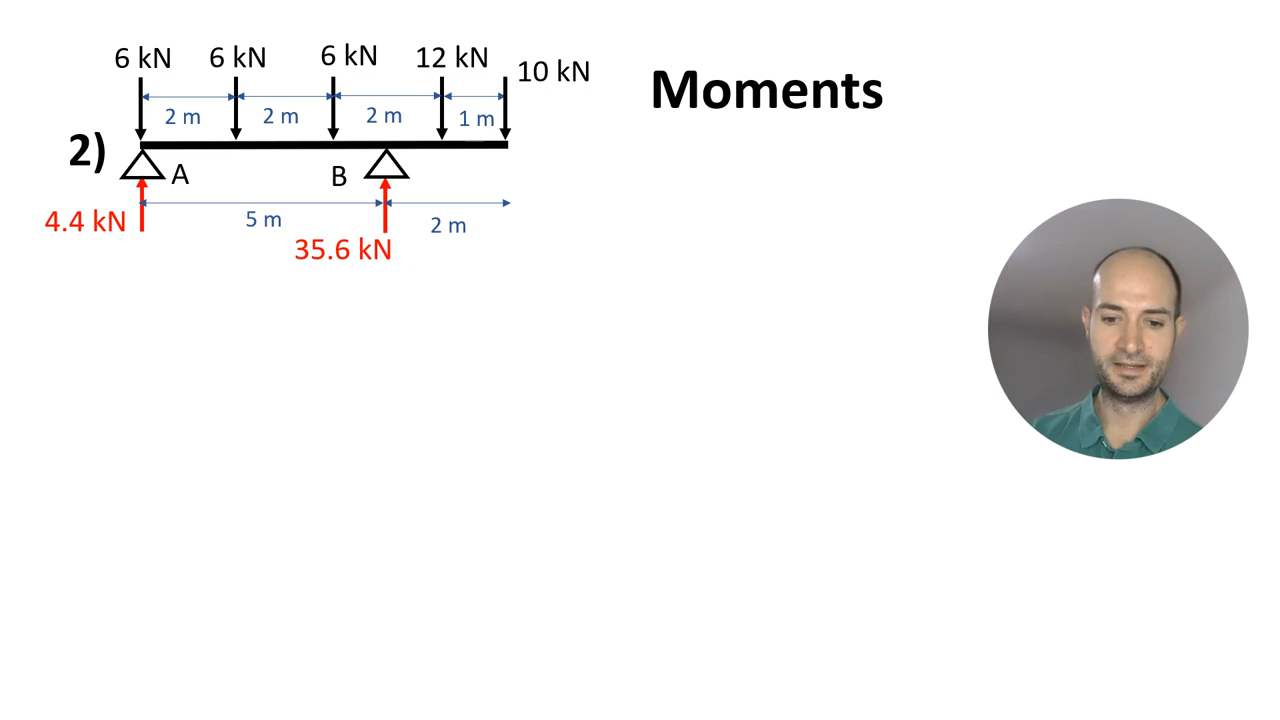 6 kN 6 kN 6 kN 12 kN 10 kN
2 m 2 m 2 m 1 m
2)
A B
4.4 kN 5 m 2 m
35.6 kN
Moments